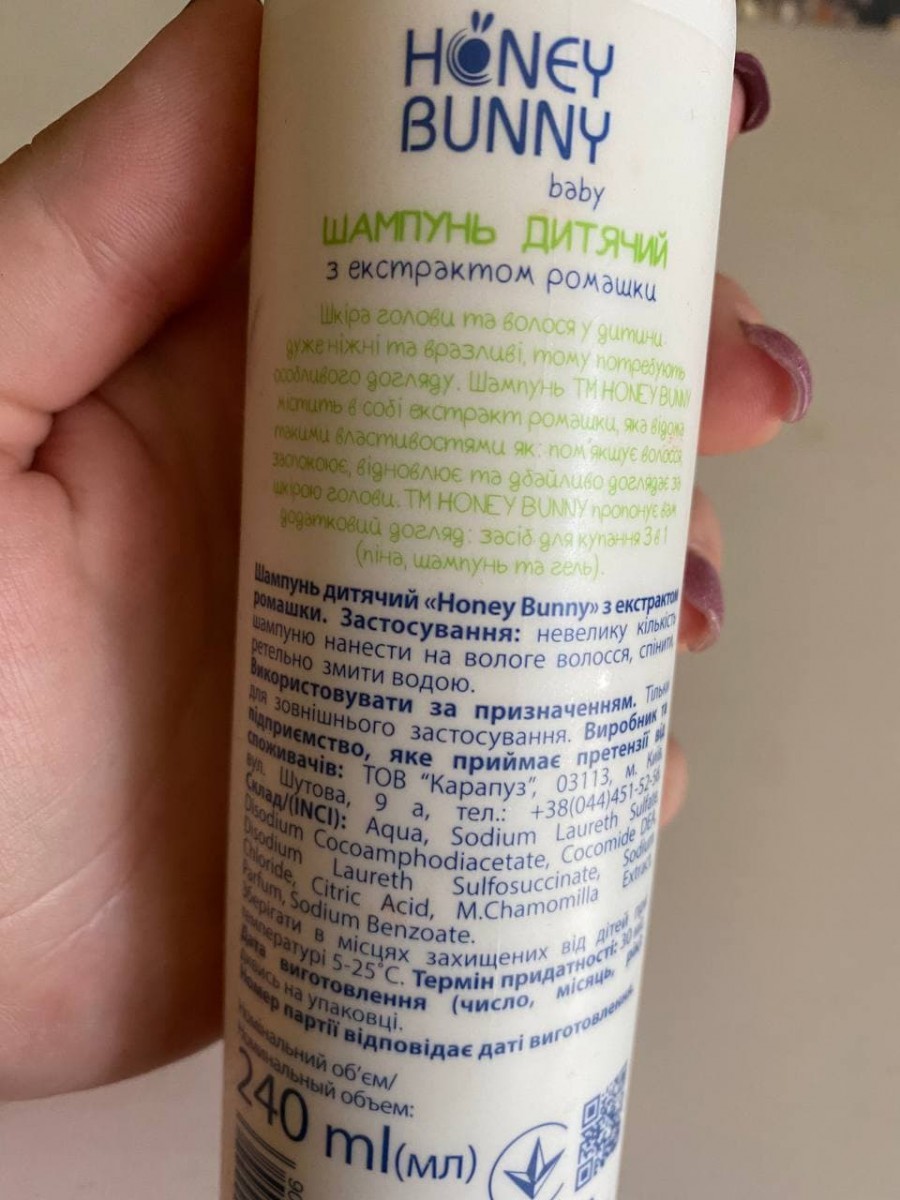 HONEY
BUNNY
baby
ШАМПУНЬ ДИТЯЧИЙ
з екстрактом ромашки
Шкіра голови та волося у дитини
дуже ніжні та вразливі, тому потребують
особливого догляду. Шампунь ТМ HONEY BUNNY
містить в собі екстракт ромашки, яка відома
такими властивостями як: пом'якшує волосся,
заспокоює, відновлює та дбайливо доглядає за
шкірою голови. ТМ HONEY BUNNY пропонує вам
додатковий догляд: засіб для купання 3 в 1
(піна, шампунь та гель).
Шампунь дитячий «Honey Bunny» з екстрактом
ромашки. Застосування: невелику кількість
шампуню нанести на вологе волосся, спінити,
ретельно змити водою.
Використовувати за призначенням. Тільки
для зовнішнього застосування. Виробник та
підприємство, яке приймає претензії від
споживачів: ТОВ "Карапуз", 03113, м. Київ,
вул. Шутова, 9 а, тел.: +38(044)451-52-
Склад/(INCI): Aqua, Sodium Laureth Sulfate,
Disodium Cocoamphodiacetate, Cocomide DEA,
Disodium Laureth Sulfosuccinate, Sodium
Chloride, Citric Acid, M.Chamomilla Extract,
Parfum, Sodium Benzoate.
Зберігати в місцях захищених від дітей при
температурі 5-25˚С. Термін придатності: 30
Дата виготовлення (число, місяць,
дивись на упаковці.
Номер партії відповідає даті виготовлення.
Номінальний об'єм/
Номинальный объем:
240 ml(мл)